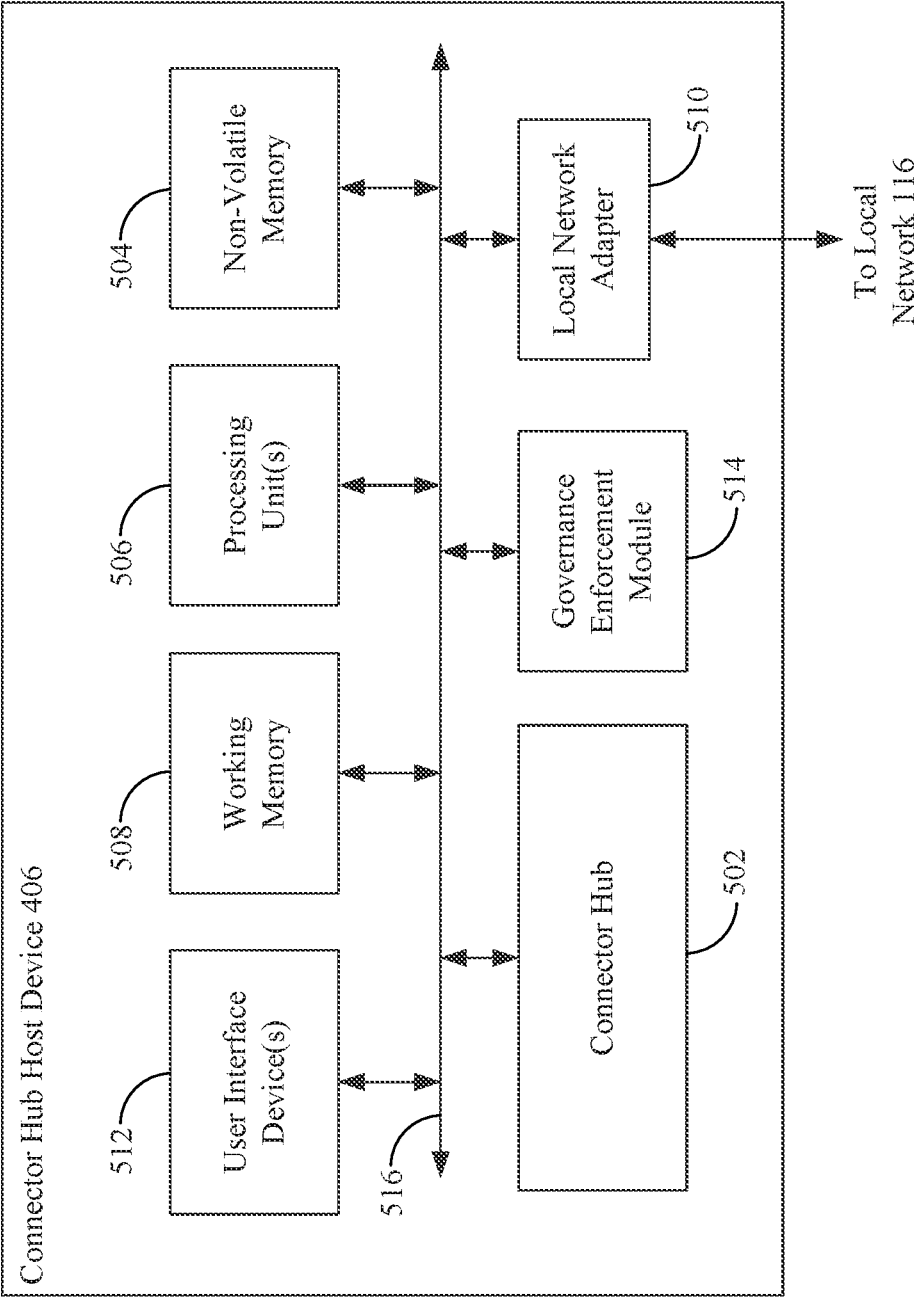 Connector Hub Host Device 406
512
508
506
504
User Interface
Device(s)
Working
Memory
Processing
Unit(s)
Non-Volatile
Memory
516
Connector Hub
Governance
Enforcement
Module
Local Network
Adapter
502
514
510
To Local
Network 116